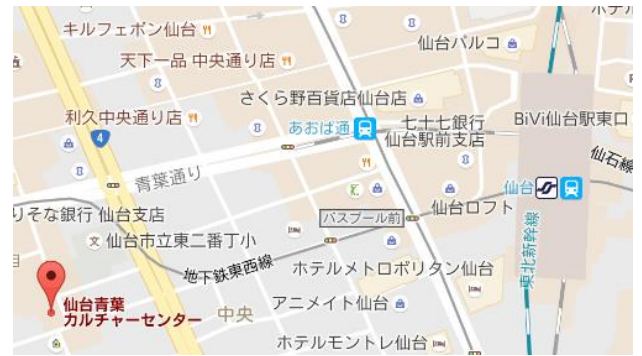 ホテル
キルフェボン仙台
仙台パルコ
天下一品 中央通り店
さくら野百貨店仙台店
利久中央通り店
4
あおば通
七十七銀行
仙台駅前支店
BiVi仙台駅東口
仙石線
青葉通り
仙台
りそな銀行 仙台支店
バスプール前
仙台ロフト
文 仙台市立東二番丁小
東北新幹線
地下鉄東西線
ホテルメトロポリタン仙台
仙台青葉
カルチャーセンター
中央
アニメイト仙台
ホテルモントレ仙台